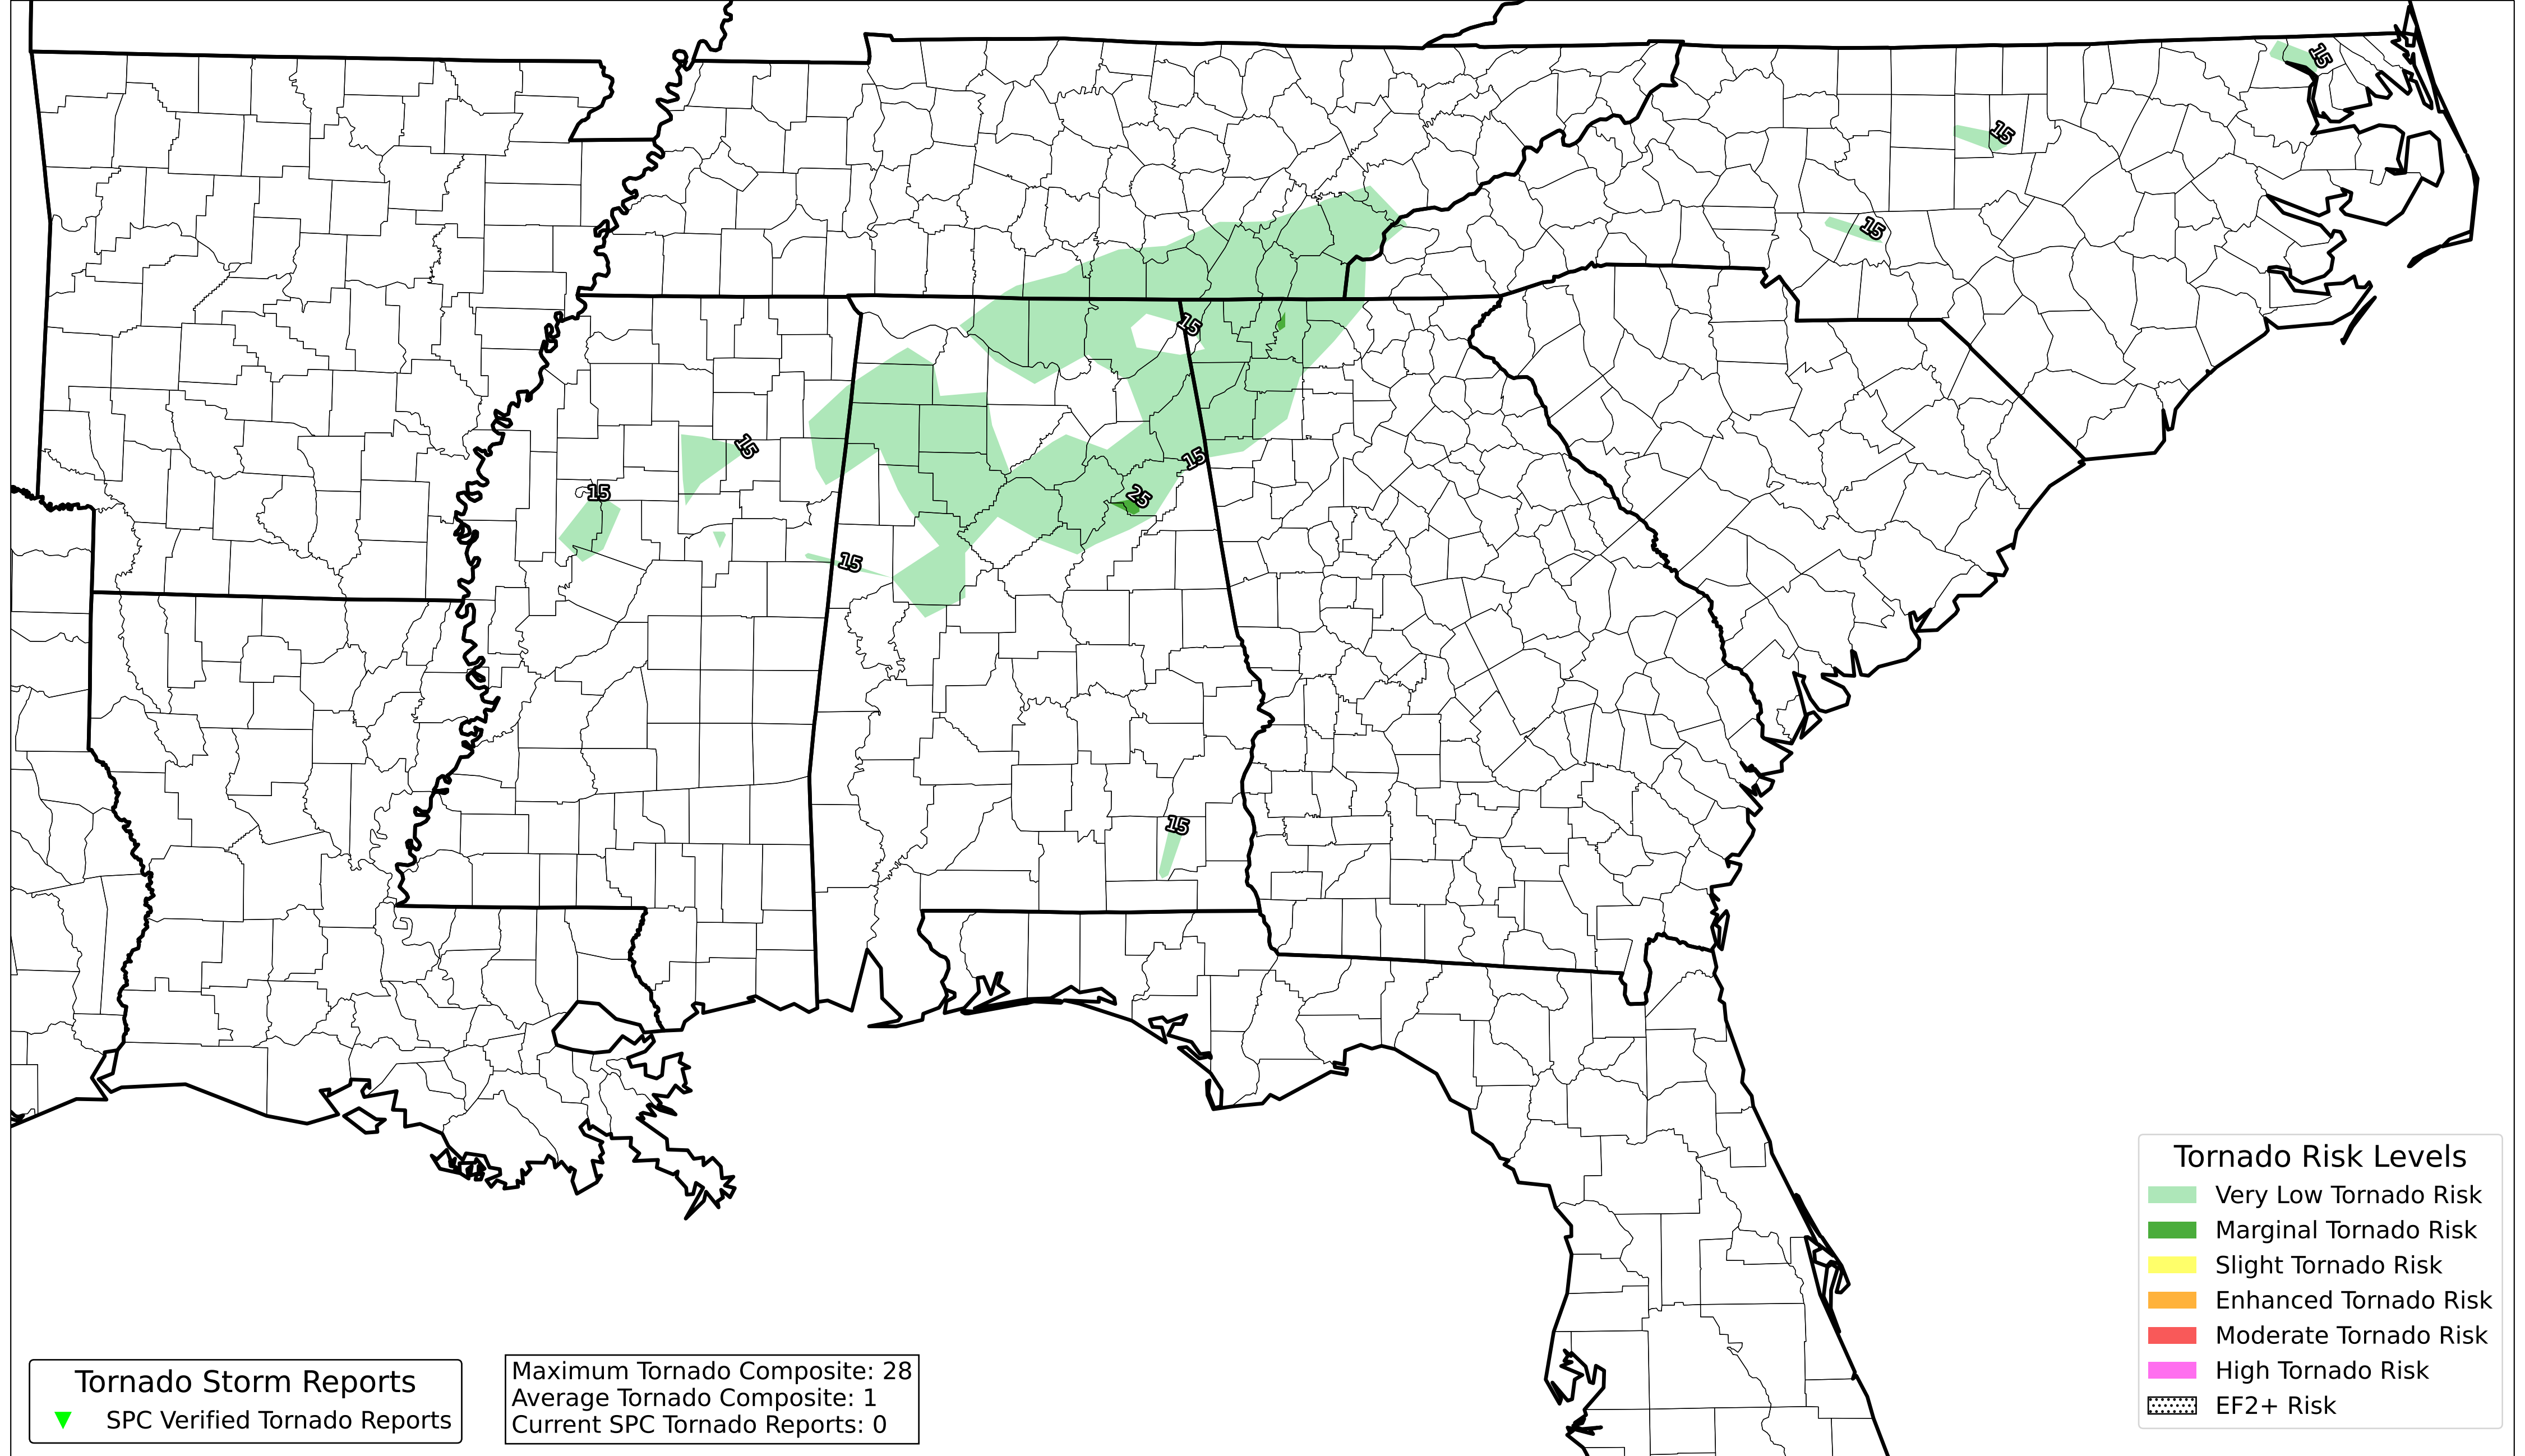 15
15
15
15
15
15
15
25
15
15
Tornado Risk Levels
Very Low Tornado Risk
Marginal Tornado Risk
Slight Tornado Risk
Enhanced Tornado Risk
Moderate Tornado Risk
High Tornado Risk
EF2+ Risk
Tornado Storm Reports
SPC Verified Tornado Reports
Maximum Tornado Composite: 28
Average Tornado Composite: 1
Current SPC Tornado Reports: 0